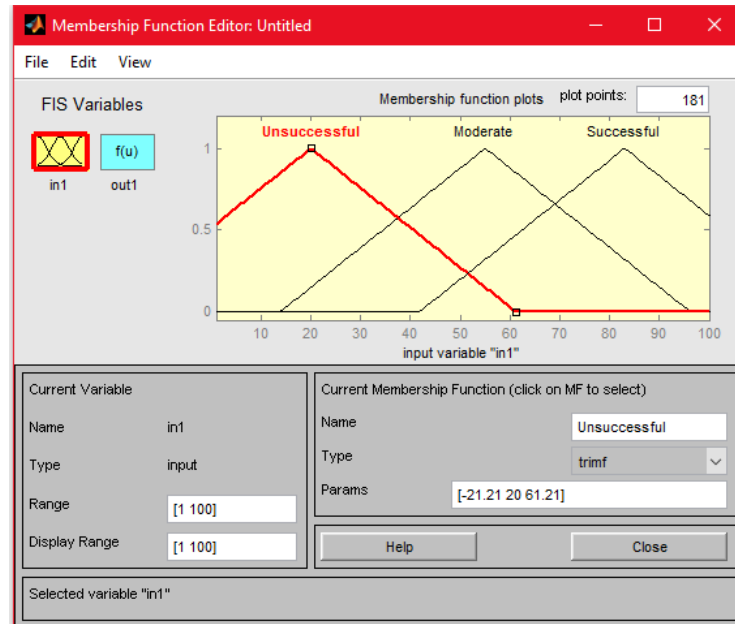 Membership Function Editor: Untitled
File Edit View
FIS Variables
f(u)
in1 out1
Membership function plots plot points: 181
Unsuccessful Moderate Successful
1
0.5
0
10 20 30 40 50 60 70 80 90 100
input variable "in1"
Current Variable
Name in1
Type input
Range [1 100]
Display Range [1 100]
Current Membership Function (click on MF to select)
Name Unsuccessful
Type trimf
Params [-21.21 20 61.21]
Help Close
Selected variable "in1"